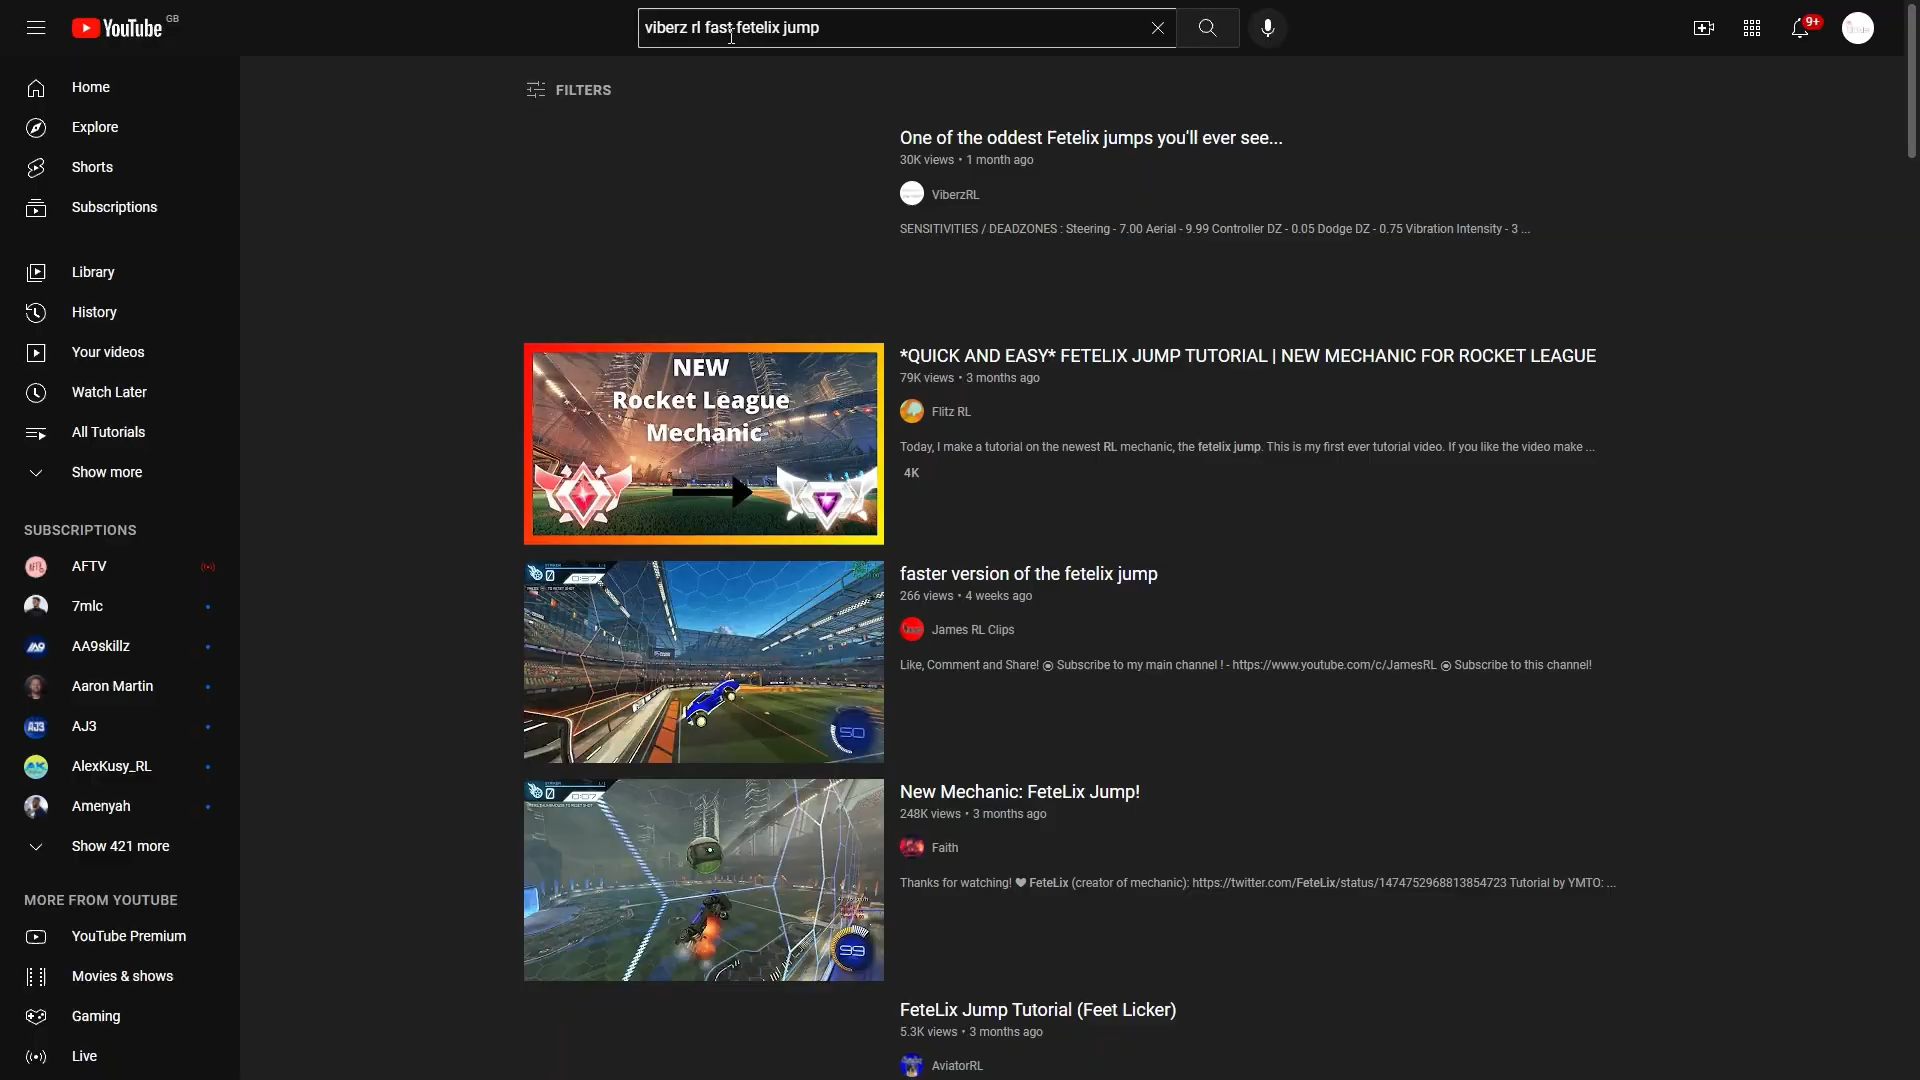 YouTube GB
viberz rl fast fetelix jump
9+
Home
Explore
Shorts
Subscriptions
Library
History
Your videos
Watch Later
All Tutorials
Show more
SUBSCRIPTIONS
AFTV
7mlc
AA9skillz
Aaron Martin
AJ3
AlexKusy_RL
Amenyah
Show 421 more
MORE FROM YOUTUBE
YouTube Premium
Movies & shows
Gaming
Live
FILTERS
One of the oddest Fetelix jumps you'll ever see...
30K views • 1 month ago
ViberzRL
SENSITIVITIES / DEADZONES : Steering - 7.00 Aerial - 9.99 Controller DZ - 0.05 Dodge DZ - 0.75 Vibration Intensity - 3 ...
NEW
Rocket League
Mechanic
*QUICK AND EASY* FETELIX JUMP TUTORIAL | NEW MECHANIC FOR ROCKET LEAGUE
79K views • 3 months ago
Flitz RL
Today, I make a tutorial on the newest RL mechanic, the fetelix jump. This is my first ever tutorial video. If you like the video make ...
4K
0 0:57
50
faster version of the fetelix jump
266 views • 4 weeks ago
James RL Clips
Like, Comment and Share! ⦿ Subscribe to my main channel ! - https://www.youtube.com/c/JamesRL ⦿ Subscribe to this channel!
0 0:07
99
New Mechanic: FeteLix Jump!
248K views • 3 months ago
Faith
Thanks for watching! ♥ FeteLix (creator of mechanic): https://twitter.com/FeteLix/status/1474752968813854723 Tutorial by YMTO: ...
FeteLix Jump Tutorial (Feet Licker)
5.3K views • 3 months ago
AviatorRL